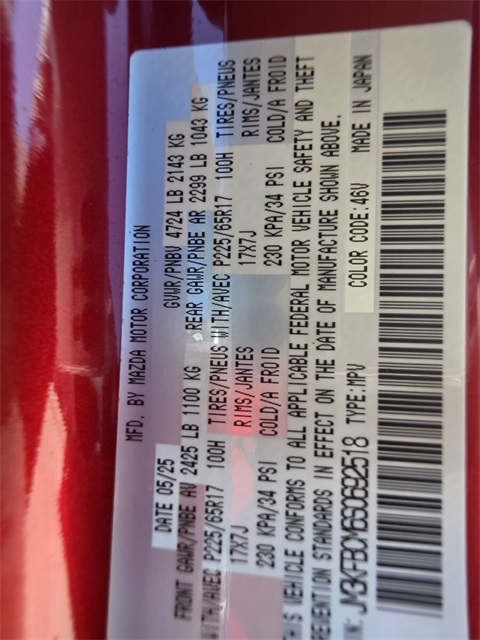 MFD. BY MAZDA MOTOR CORPORATION
DATE 05/25 GVWR/PNBV 4724 LB 2143 KG
FRONT GAWR/PNBE AV 2425 LB 1100 KG REAR GAWR/PNBE AR 2299 LB 1043 KG
WITH/AVEC P225/65R17 100H TIRES/PNEUS WITH/AVEC P225/65R17 100H TIRES/PNEUS
17X7J RIMS/JANTES 17X7J RIMS/JANTES
230 KPA/34 PSI COLD/A FROID 230 KPA/34 PSI COLD/A FROID
VEHICLE CONFORMS TO ALL APPLICABLE FEDERAL MOTOR VEHICLE SAFETY AND THEFT
STANDARDS IN EFFECT ON THE DATE OF MANUFACTURE SHOWN ABOVE.
TYPE:MPV COLOR CODE:46V MADE IN JAPAN